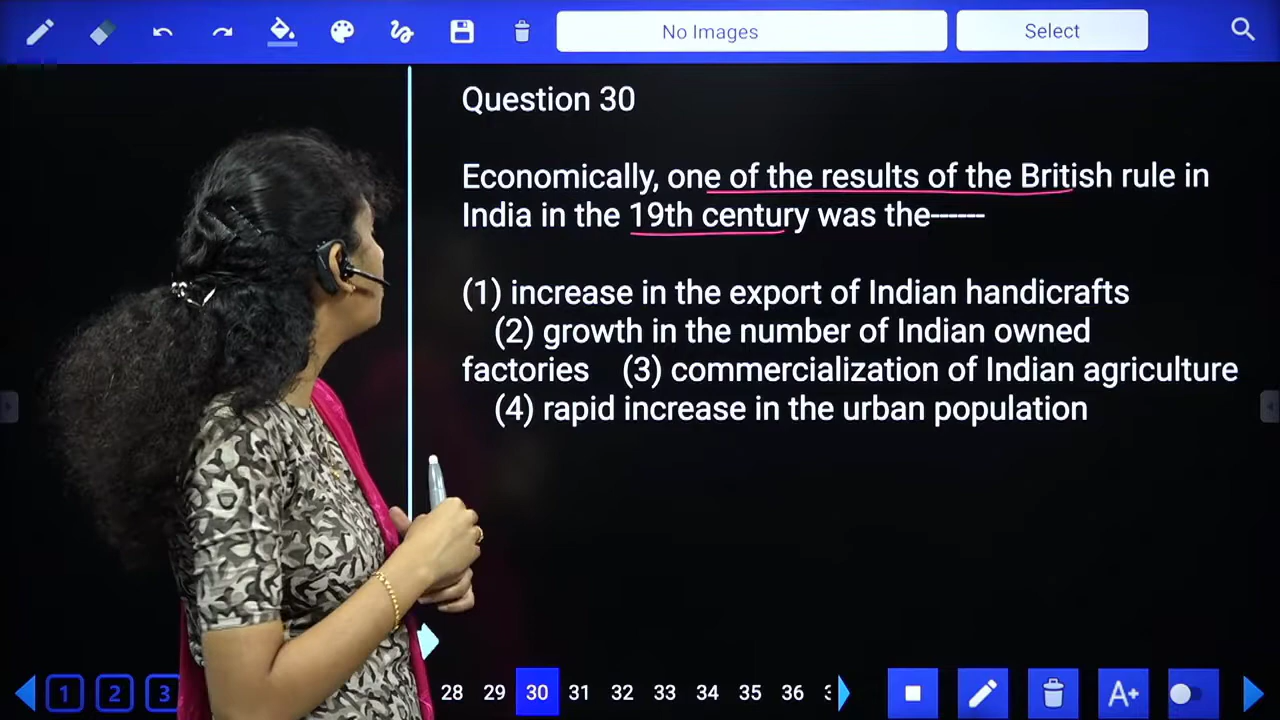 No Images
Select
Question 30
Economically, one of the results of the British rule in
India in the 19th century was the------
(1) increase in the export of Indian handicrafts
(2) growth in the number of Indian owned
factories (3) commercialization of Indian agriculture
(4) rapid increase in the urban population
1 2 3 28 29 30 31 32 33 34 35 36 A+